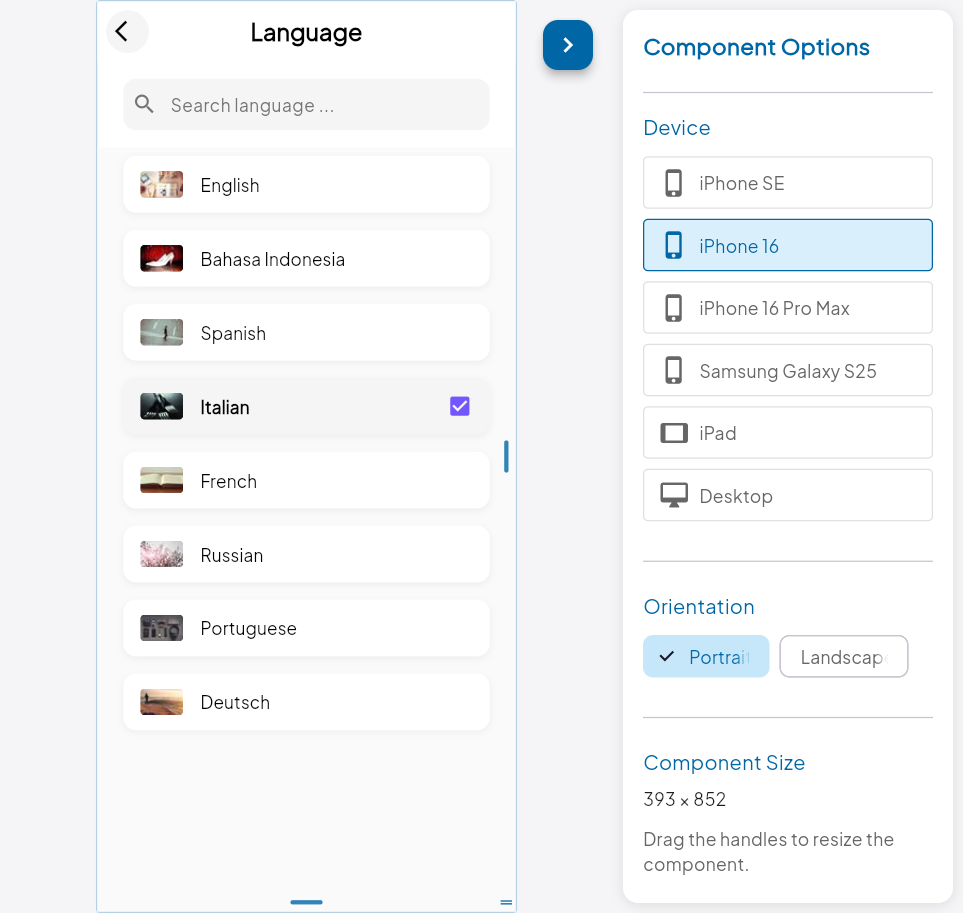 Language
Search language ...
English
Bahasa Indonesia
Spanish
Italian
French
Russian
Portuguese
Deutsch
Component Options
Device
iPhone SE
iPhone 16
iPhone 16 Pro Max
Samsung Galaxy S25
iPad
Desktop
Orientation
Portrai
Landscap
Component Size
393 × 852
Drag the handles to resize the
component.